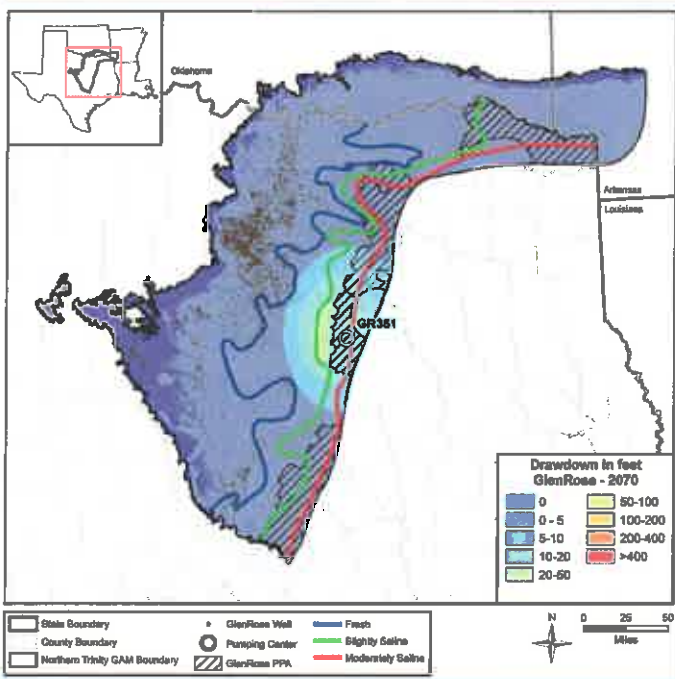 Oklahoma
Arkansas
Louisiana
GR351
Drawdown in feet
GlenRose - 2070
0
0 - 5
5-10
10-20
20-50
50-100
100-200
200-400
>400
State Boundary
County Boundary
Northern Trinity GAM Boundary
GlenRose Well
Pumping Center
GlenRose PPA
Fresh
Slightly Saline
Moderately Saline
N
0 25 50
Miles